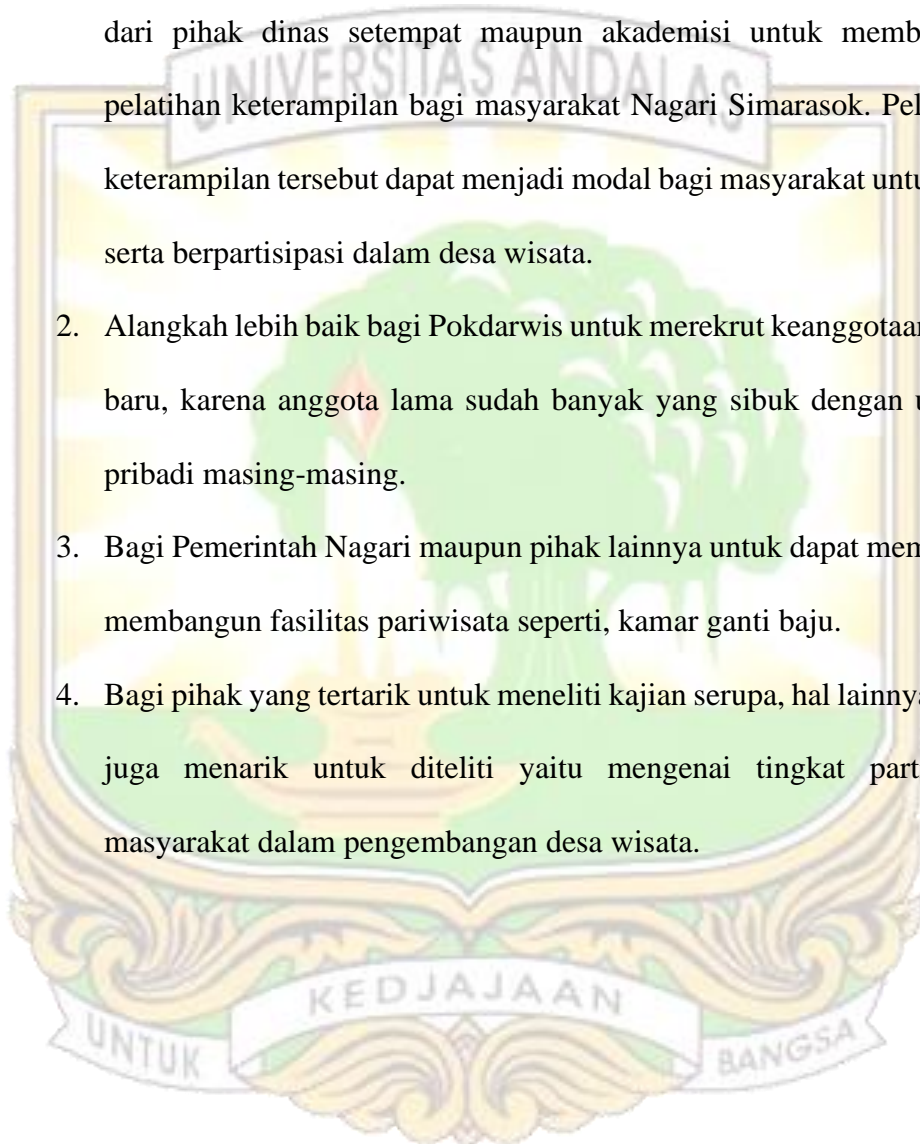 dari pihak dinas setempat maupun akademisi untuk memb
UNIVERSITAS ANDALAS
pelatihan keterampilan bagi masyarakat Nagari Simarasok. Pel
keterampilan tersebut dapat menjadi modal bagi masyarakat untu
serta berpartisipasi dalam desa wisata.
2. Alangkah lebih baik bagi Pokdarwis untuk merekrut keanggotaan
baru, karena anggota lama sudah banyak yang sibuk dengan u
pribadi masing-masing.
3. Bagi Pemerintah Nagari maupun pihak lainnya untuk dapat mem
membangun fasilitas pariwisata seperti, kamar ganti baju.
4. Bagi pihak yang tertarik untuk meneliti kajian serupa, hal lainnya
juga menarik untuk diteliti yaitu mengenai tingkat part
masyarakat dalam pengembangan desa wisata.
UNTUK KEDJAJAAN BANGSA